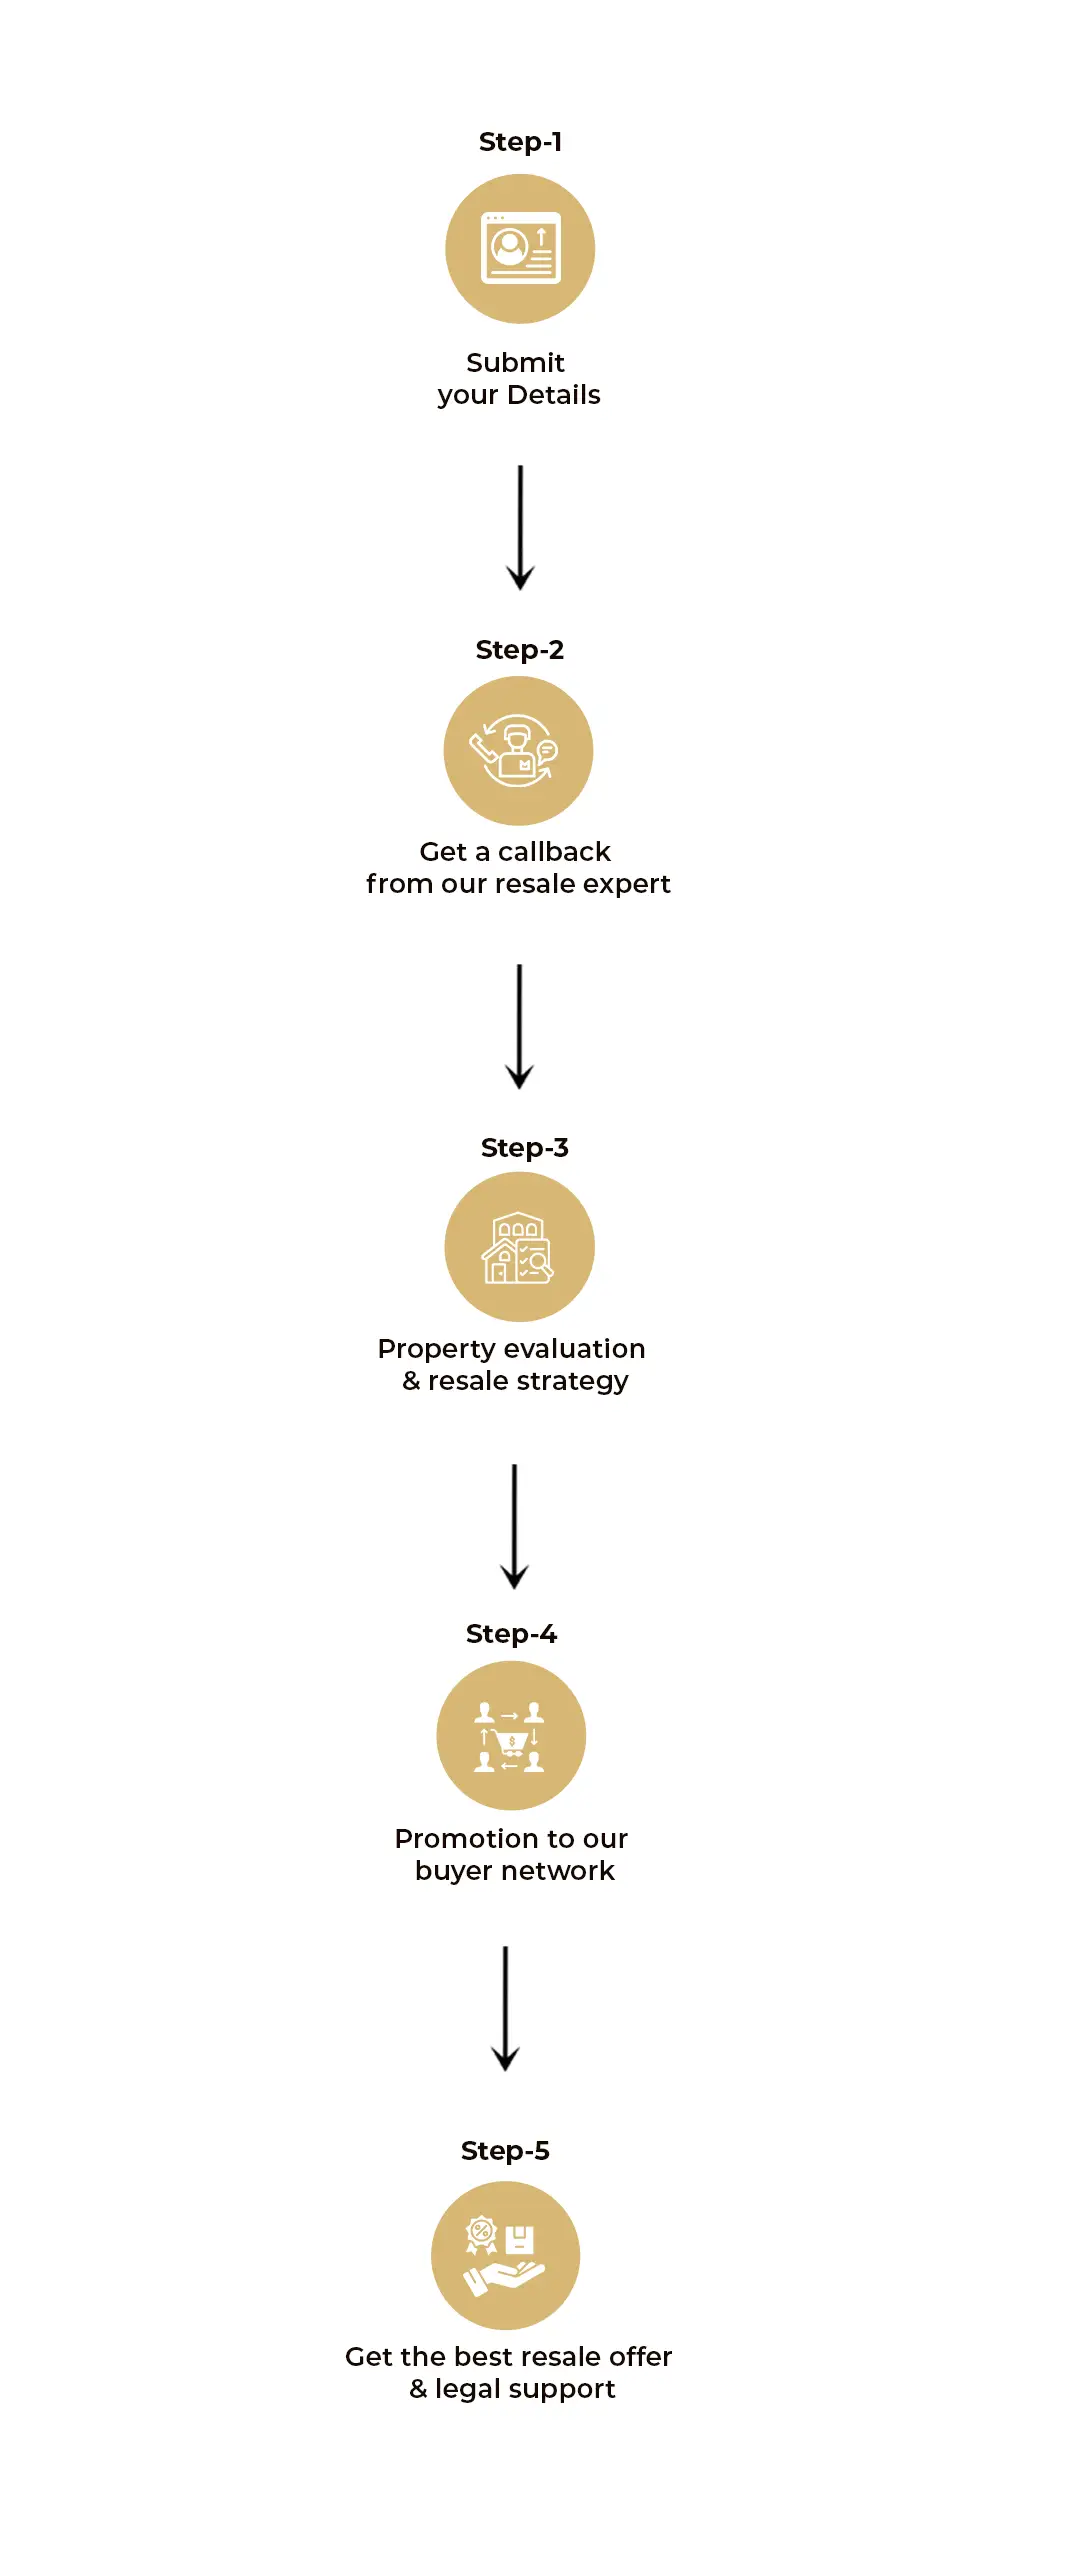 Step-1
Submit
your Details
Step-2
Get a callback
from our resale expert
Step-3
Property evaluation
& resale strategy
Step-4
$
Promotion to our
buyer network
Step-5
%
Get the best resale offer
& legal support